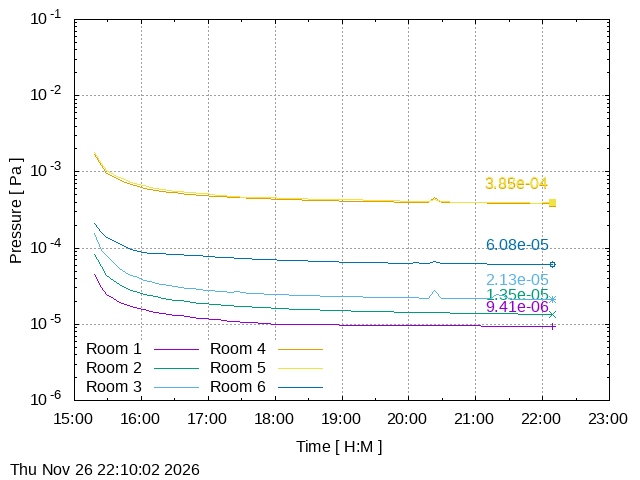 10^-1
10^-2
10^-3
10^-4
10^-5
10^-6
Pressure [ Pa ]
3.85e-04
6.08e-05
2.13e-05
1.35e-05
9.41e-06
Room 1 Room 4
Room 2 Room 5
Room 3 Room 6
15:00 16:00 17:00 18:00 19:00 20:00 21:00 22:00 23:00
Time [ H:M ]
Thu Nov 26 22:10:02 2026